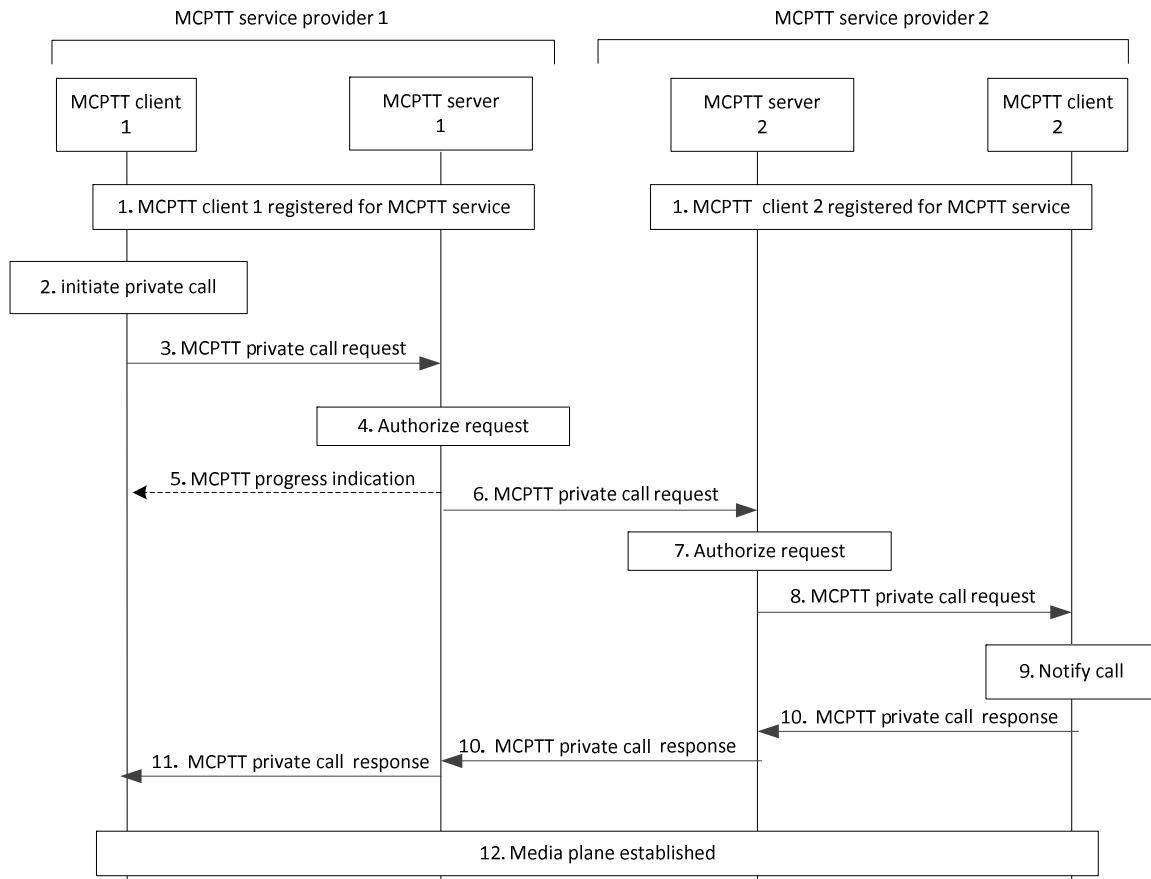 MCPTT service provider 1
MCPTT service provider 2
MCPTT client
1
MCPTT server
1
MCPTT server
2
MCPTT client
2
1. MCPTT client 1 registered for MCPTT service
1. MCPTT client 2 registered for MCPTT service
2. initiate private call
3. MCPTT private call request
4. Authorize request
5. MCPTT progress indication
6. MCPTT private call request
7. Authorize request
8. MCPTT private call request
9. Notify call
10. MCPTT private call response
10. MCPTT private call response
11. MCPTT private call response
12. Media plane established